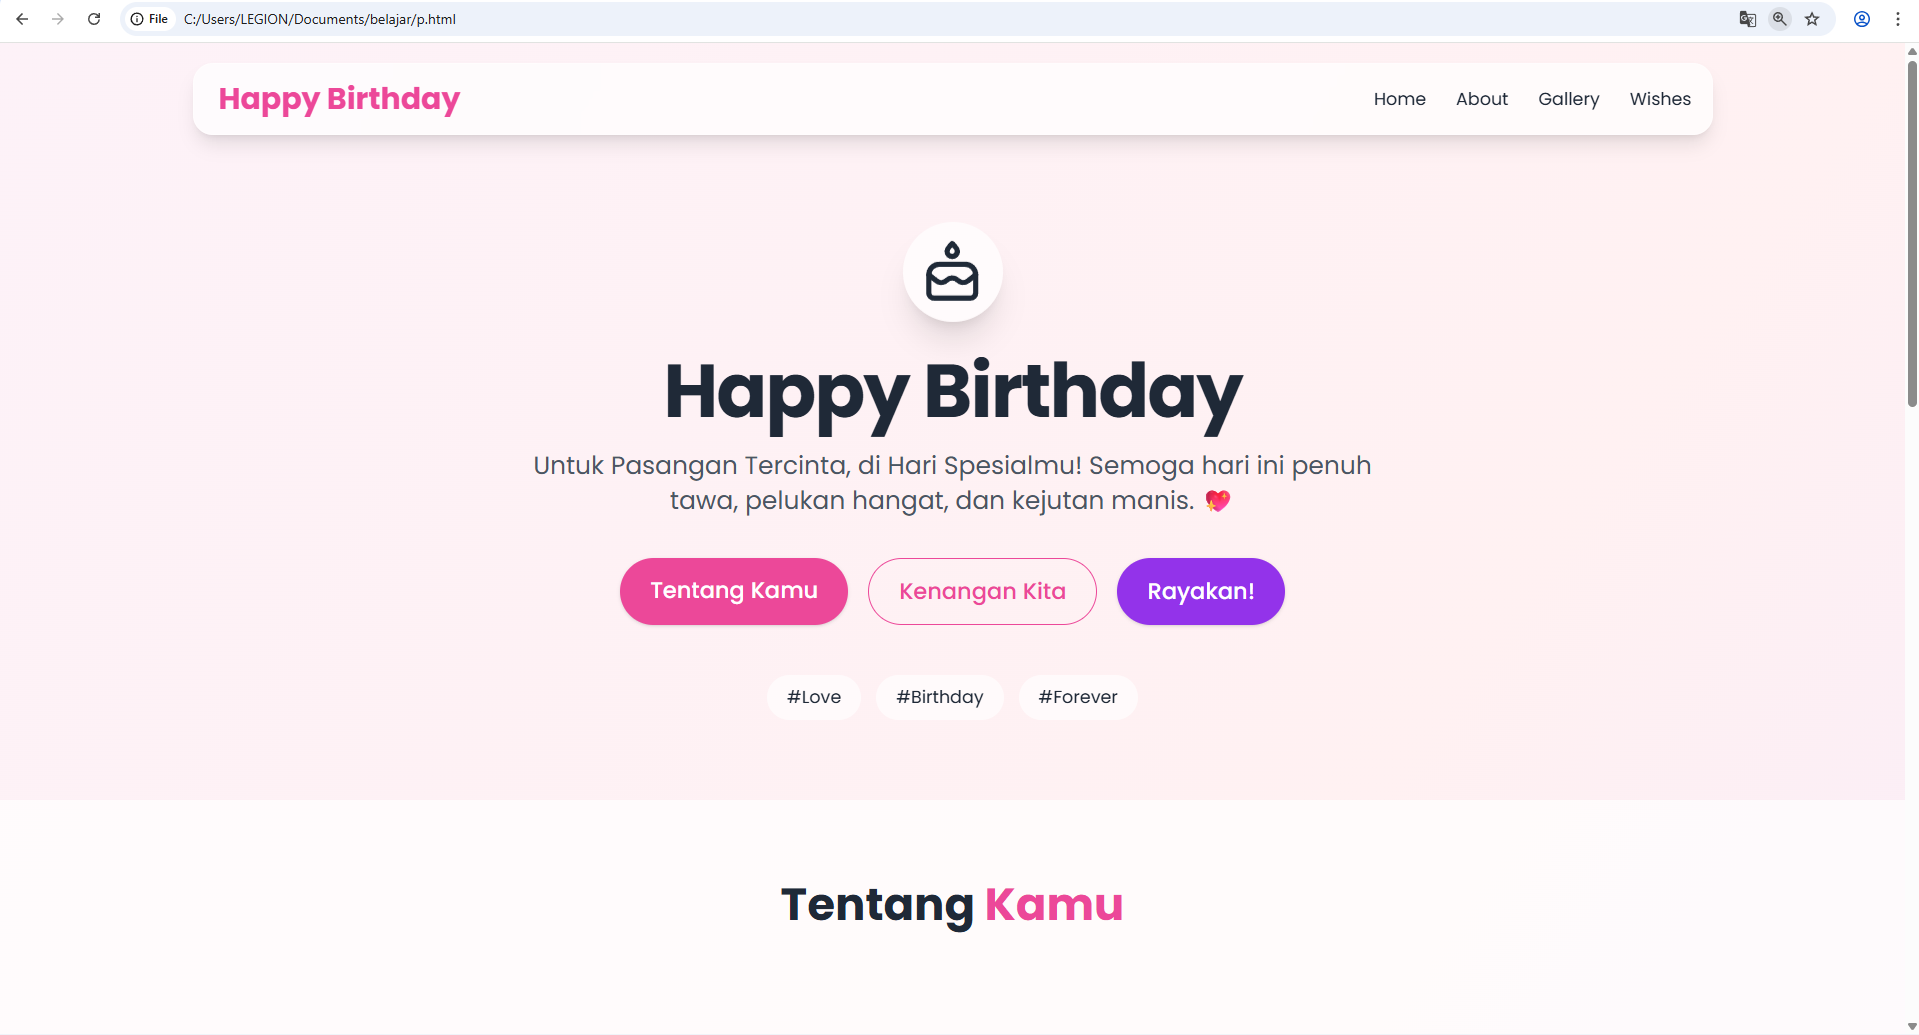 File C:/Users/LEGION/Documents/belajar/p.html
Happy Birthday
Home About Gallery Wishes
Happy Birthday
Untuk Pasangan Tercinta, di Hari Spesialmu! Semoga hari ini penuh
tawa, pelukan hangat, dan kejutan manis. 💖
Tentang Kamu Kenangan Kita Rayakan!
#Love #Birthday #Forever
Tentang Kamu